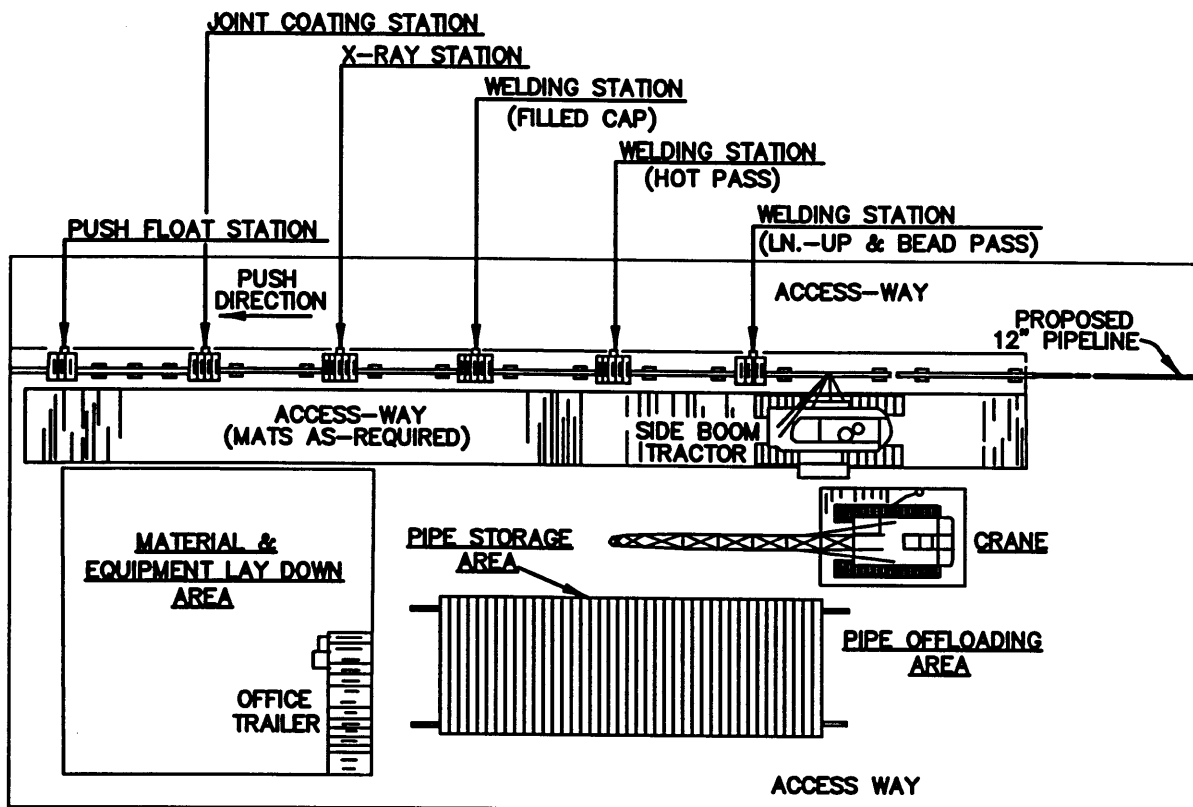 JOINT COATING STATION
X-RAY STATION
WELDING STATION
(FILLED CAP)
WELDING STATION
(HOT PASS)
WELDING STATION
(LN.-UP & BEAD PASS)
PUSH FLOAT STATION
PUSH
DIRECTION
ACCESS-WAY
PROPOSED
12" PIPELINE
ACCESS-WAY
(MATS AS-REQUIRED)
SIDE BOOM
TRACTOR
MATERIAL &
EQUIPMENT LAY DOWN
AREA
PIPE STORAGE
AREA
CRANE
PIPE OFFLOADING
AREA
OFFICE
TRAILER
ACCESS WAY